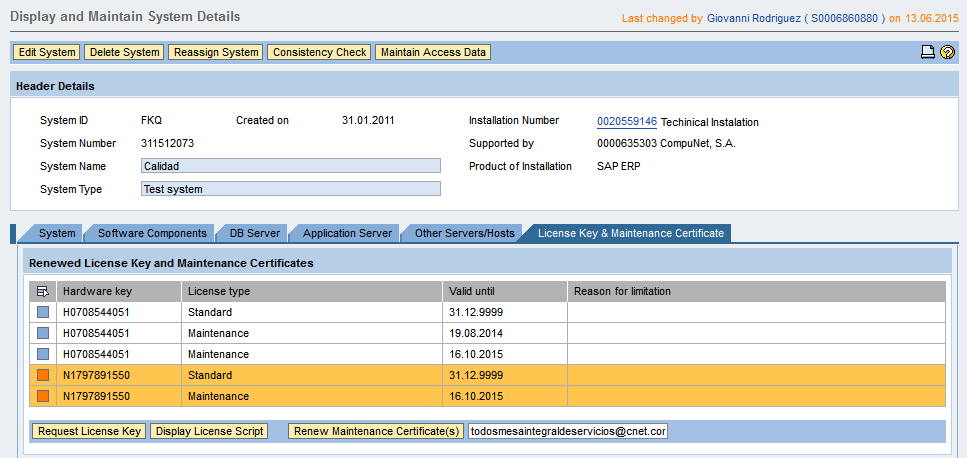 Display and Maintain System Details
Last changed by Giovanni Rodriguez ( S0006860880 ) on 13.06.2015
Edit System Delete System Reassign System Consistency Check Maintain Access Data
Header Details
System ID FKQ Created on 31.01.2011 Installation Number 0020559146 Techinical Instalation
System Number 311512073 Supported by 0000635303 CompuNet, S.A.
System Name Calidad Product of Installation SAP ERP
System Type Test system
System Software Components DB Server Application Server Other Servers/Hosts License Key & Maintenance Certificate
Renewed License Key and Maintenance Certificates
Hardware key License type Valid until Reason for limitation
H0708544051 Standard 31.12.9999
H0708544051 Maintenance 19.08.2014
H0708544051 Maintenance 16.10.2015
N1797891550 Standard 31.12.9999
N1797891550 Maintenance 16.10.2015
Request License Key Display License Script Renew Maintenance Certificate(s) todosmesaintegraldeservicios@cnet.cor